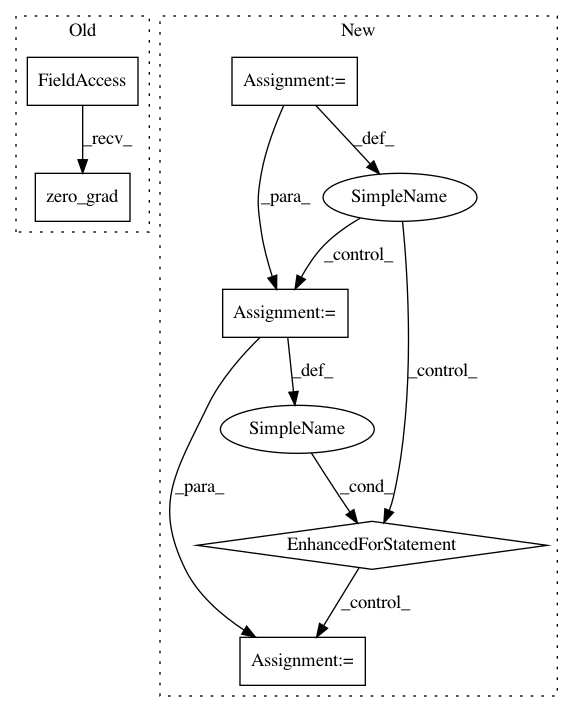 Old
New
FieldAccess
Assignment:=
_recv_
_def_
zero_grad
SimpleName
_para_
_control_
Assignment:=
_def_
_control_
SimpleName
_para_
_cond_
EnhancedForStatement
_control_
Assignment:=